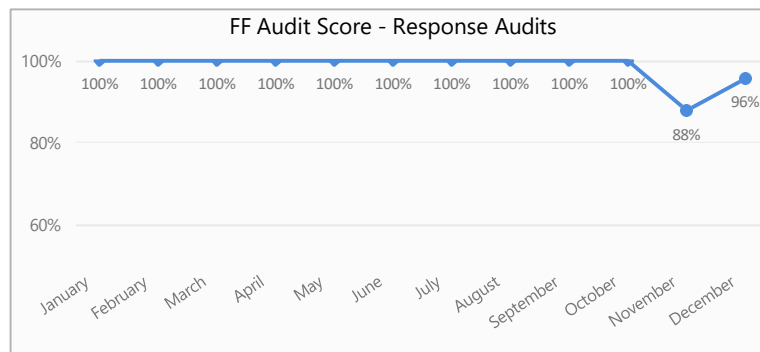 FF Audit Score - Response Audits
100%
100% 100% 100% 100% 100% 100% 100% 100% 100% 100%
96%
88%
80%
60%
January February March April May June July August September October November December